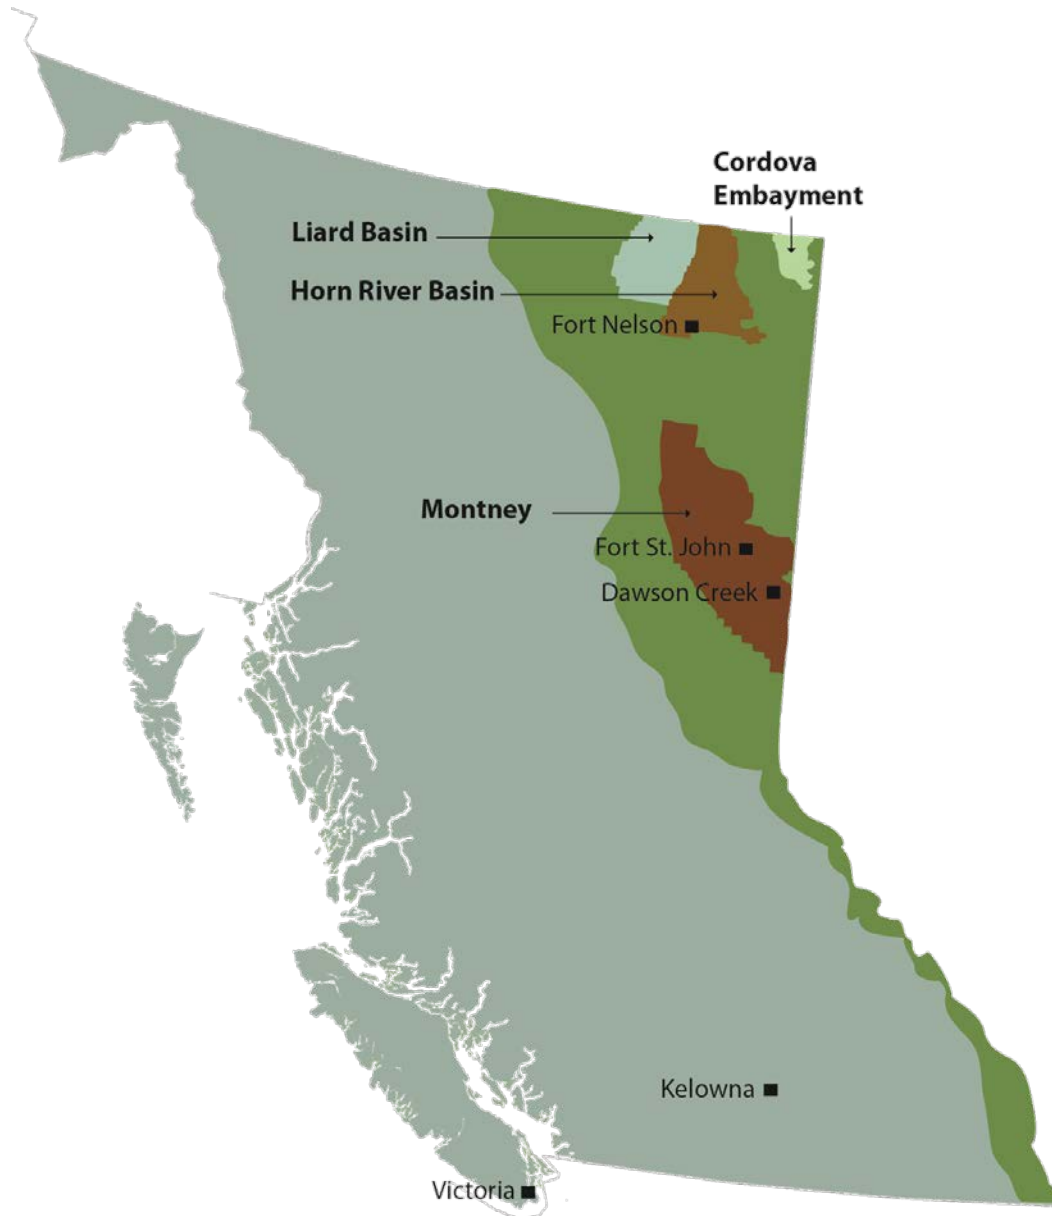 Cordova
Embayment
Liard Basin
Horn River Basin
Fort Nelson
Montney
Fort St. John
Dawson Creek
Kelowna
Victoria